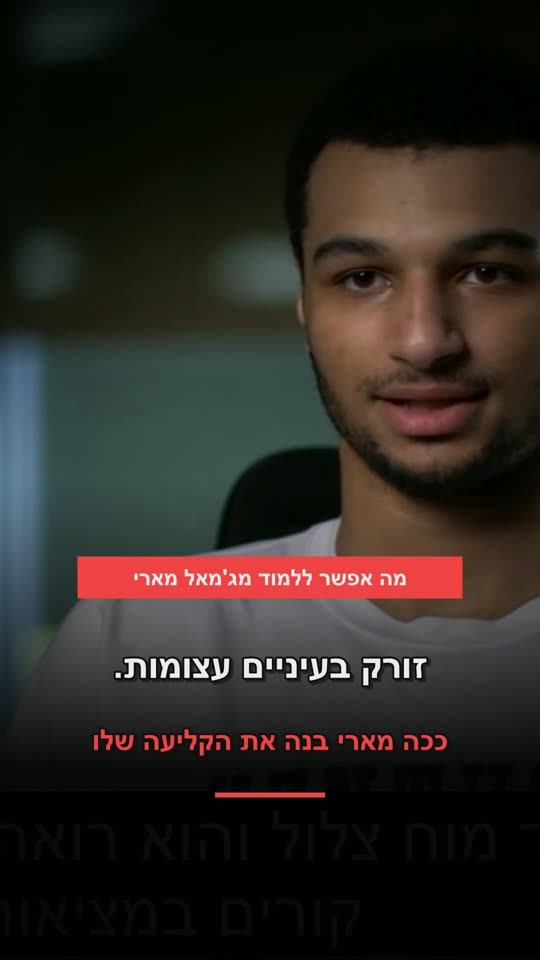 מה אפשר ללמוד מג'מאל מארי
זורק בעיניים עצומות.
ככה מארי בנה את הקליעה שלו
מוח צלול והוא רואה
קורים במציאות